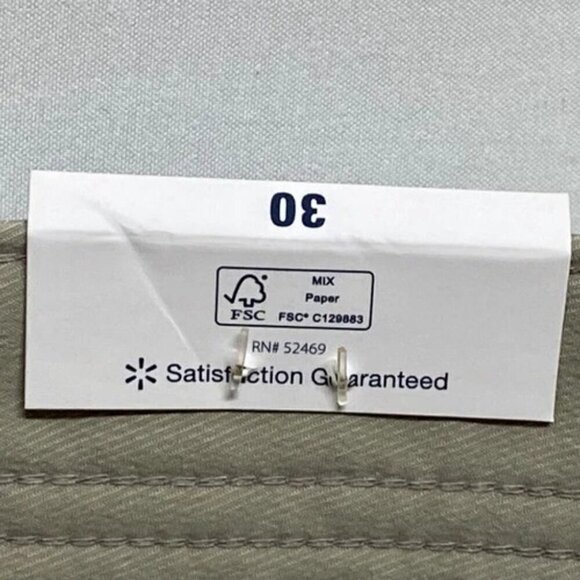 30
MIX
Paper
FSC
FSC® C129883
RN# 52469
Satisfaction Guaranteed